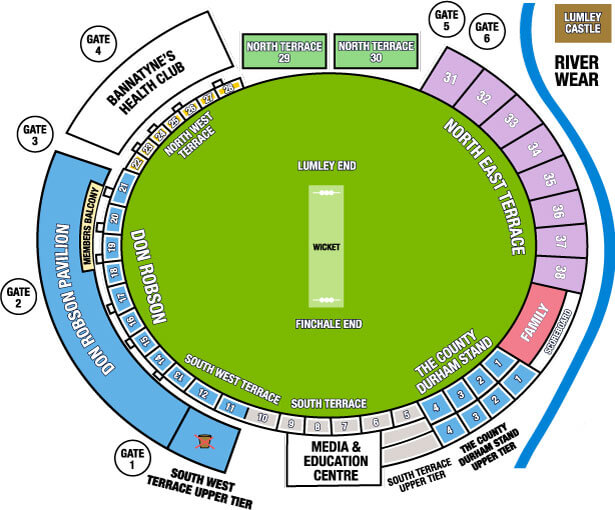 GATE
4
BANNATYNE'S
HEALTH CLUB
NORTH TERRACE
29
NORTH TERRACE
30
GATE
5
GATE
6
LUMLEY
CASTLE
RIVER
WEAR
31
32
33
34
35
36
37
38
NORTH EAST TERRACE
GATE
3
28
27
26
25
24
23
22
NORTH WEST
TERRACE
LUMLEY END
WICKET
FINCHALE END
21
20
19
18
17
16
15
14
13
12
11
MEMBERS BALCONY
DON ROBSON
DON ROBSON PAVILION
GATE
2
FAMILY
SCOREBOARD
THE COUNTY
DURHAM STAND
SOUTH WEST TERRACE
SOUTH TERRACE
10
9
8
7
6
5
4
3
2
1
4
3
2
1
THE COUNTY
DURHAM STAND
UPPER TIER
SOUTH TERRACE
UPPER TIER
MEDIA &
EDUCATION
CENTRE
GATE
1
SOUTH WEST
TERRACE UPPER TIER